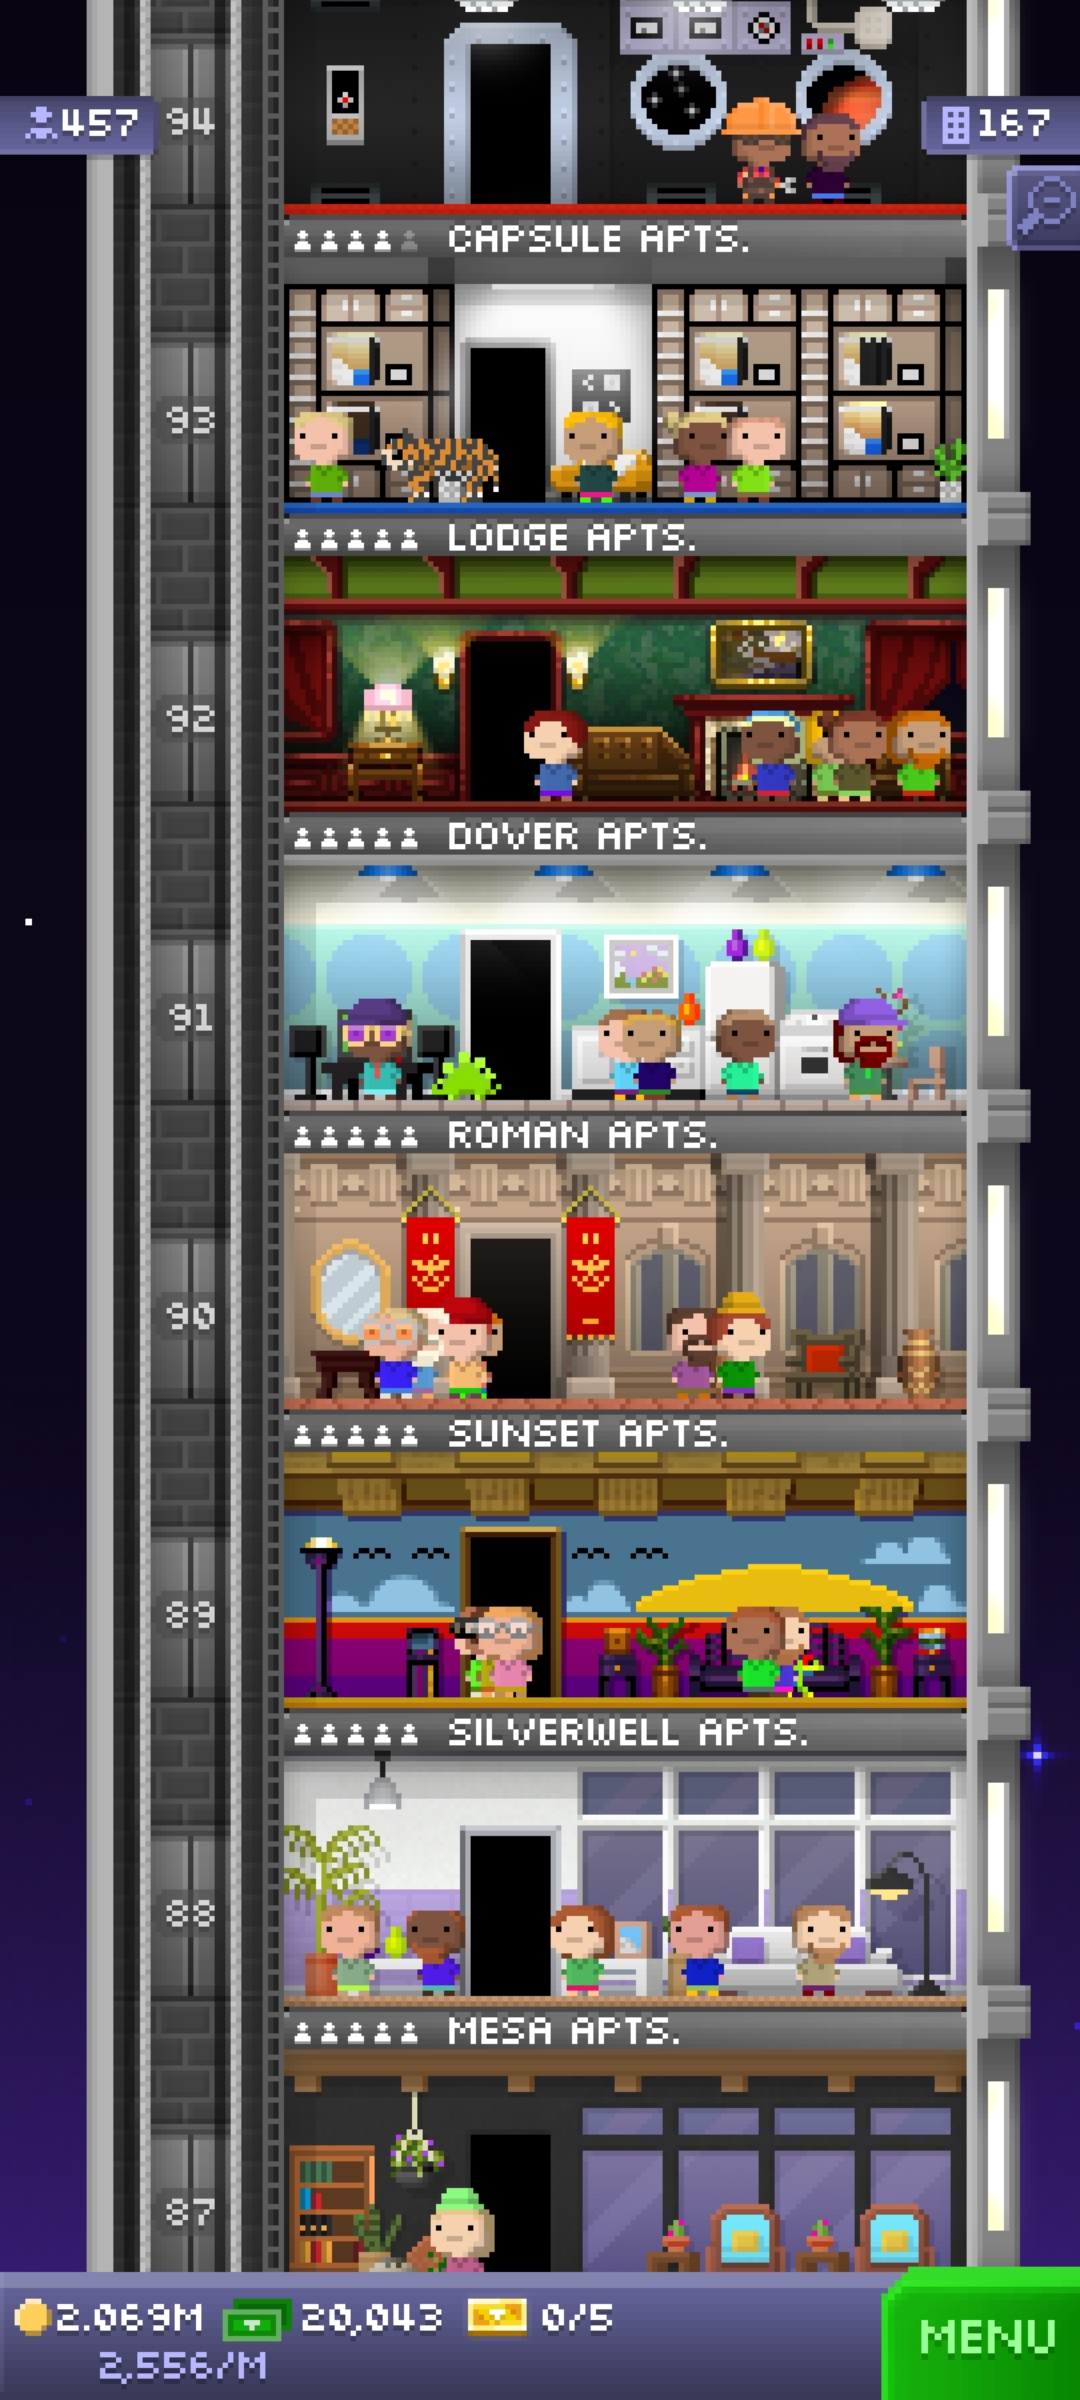 457
94
167
CAPSULE APTS.
93
LODGE APTS.
92
DOVER APTS.
91
ROMAN APTS.
90
SUNSET APTS.
89
SILVERWELL APTS.
88
MESA APTS.
87
2.069M 20,043 0/5
2,556/M
MENU